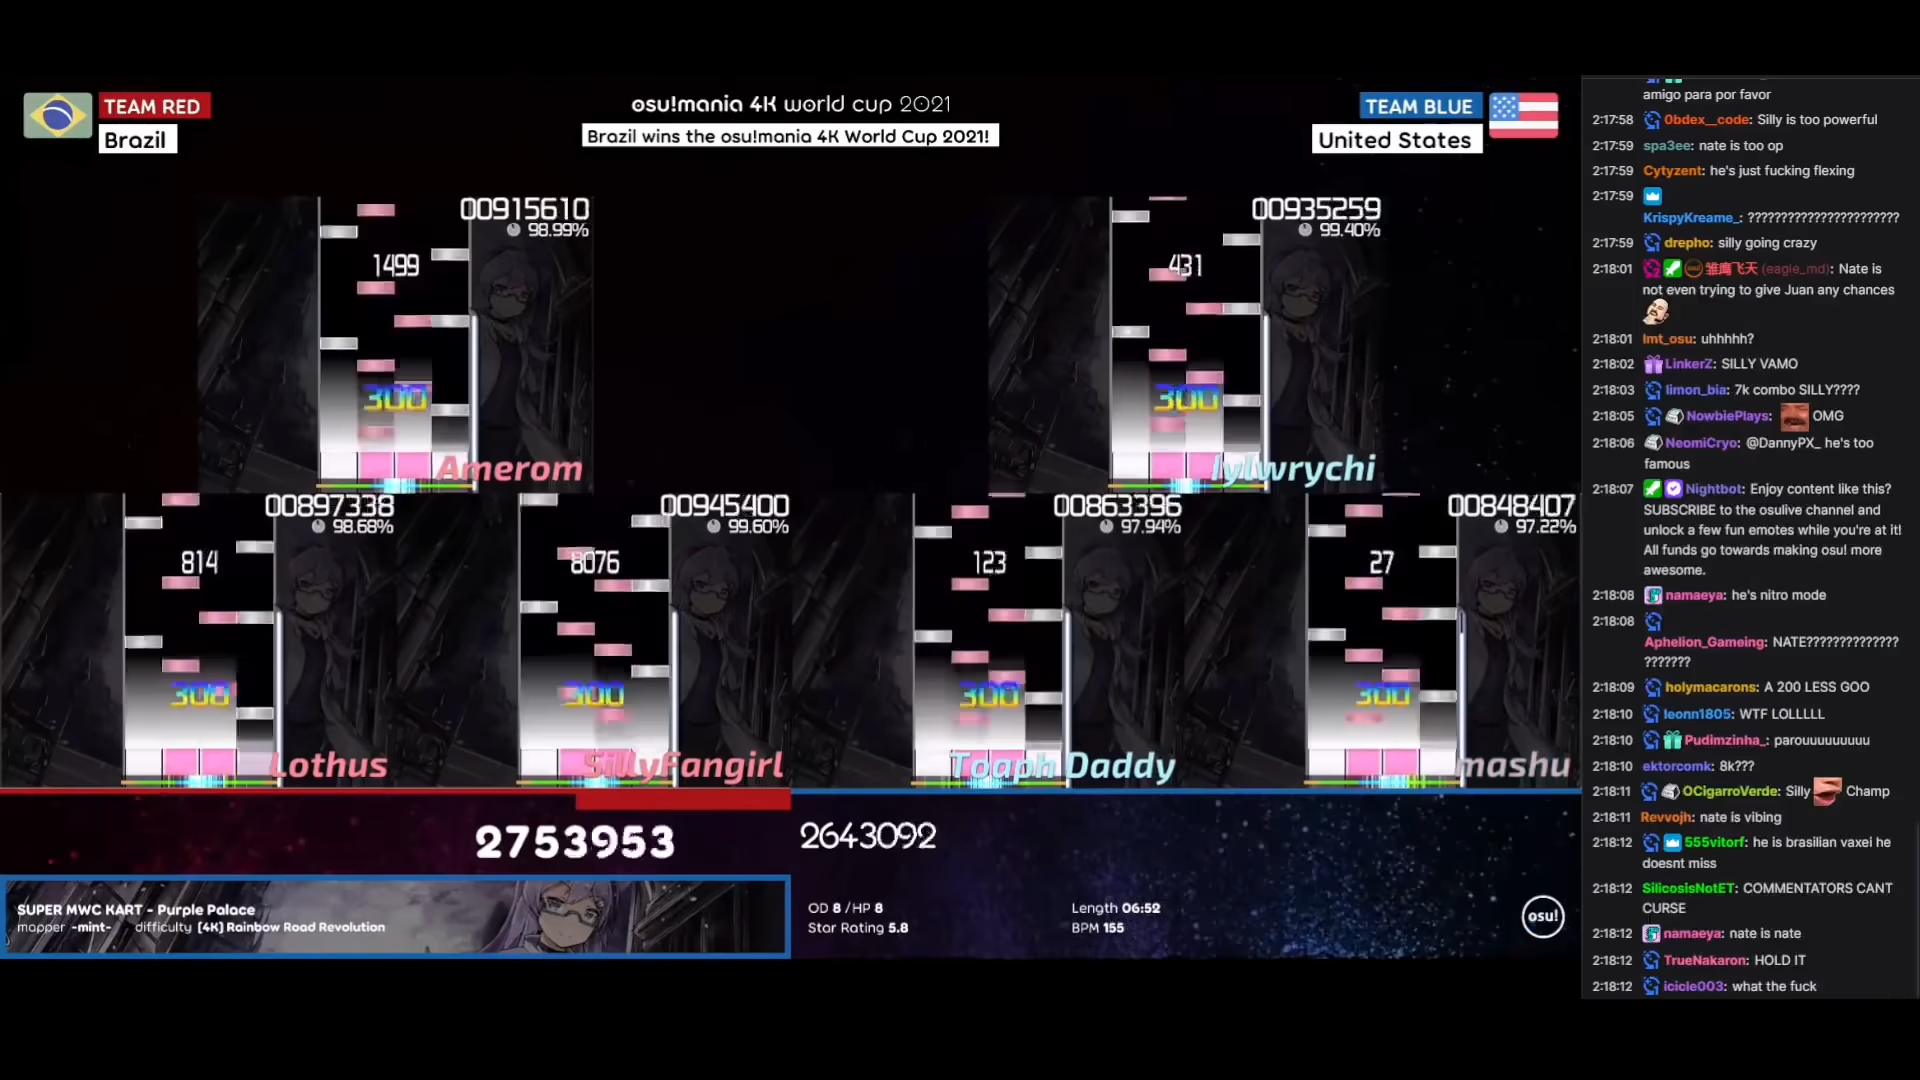 TEAM RED
Brazil
osu!mania 4K world cup 2021
Brazil wins the osu!mania 4K World Cup 2021!
TEAM BLUE
United States
00915610
98.99%
1499
300
Amerom
00935259
99.40%
431
300
lylwrychi
00897338
98.68%
814
300
Lothus
00945400
99.60%
8076
300
SillyFangirl
00863396
97.94%
123
300
Toaph Daddy
00848407
97.22%
27
300
mashu
2753953
2643092
SUPER MWC KART - Purple Palace
mapper -mint- difficulty [4K] Rainbow Road Revolution
OD 8 / HP 8
Star Rating 5.8
Length 06:52
BPM 155
osu!
amigo para por favor
2:17:58 0bdex__code: Silly is too powerful
2:17:59 spa3ee: nate is too op
2:17:59 Cytyzent: he's just fucking flexing
2:17:59
KrispyKreame_: ???????????????????????
2:17:59 drepho: silly going crazy
2:18:01 雏鹰飞天 (eagle_md): Nate is
not even trying to give Juan any chances
2:18:01 lmt_osu: uhhhhh?
2:18:02 LinkerZ: SILLY VAMO
2:18:03 limon_bia: 7k combo SILLY????
2:18:05 NowbiePlays: OMG
2:18:06 NeomiCryo: @DannyPX_ he's too
famous
2:18:07 Nightbot: Enjoy content like this?
SUBSCRIBE to the osulive channel and
unlock a few fun emotes while you're at it!
All funds go towards making osu! more
awesome.
2:18:08 namaeya: he's nitro mode
2:18:08
Aphelion_Gameing: NATE??????????????
???????
2:18:09 holymacarons: A 200 LESS GOO
2:18:10 leonn1805: WTF LOLLLLL
2:18:10 Pudimzinha_: parouuuuuuuuu
2:18:10 ektorcomk: 8k???
2:18:11 OCigarroVerde: Silly Champ
2:18:11 Revvojh: nate is vibing
2:18:12 555vitorf: he is brasilian vaxei he
doesnt miss
2:18:12 SilicosisNotET: COMMENTATORS CANT
CURSE
2:18:12 namaeya: nate is nate
2:18:12 TrueNakaron: HOLD IT
2:18:12 icicle003: what the fuck